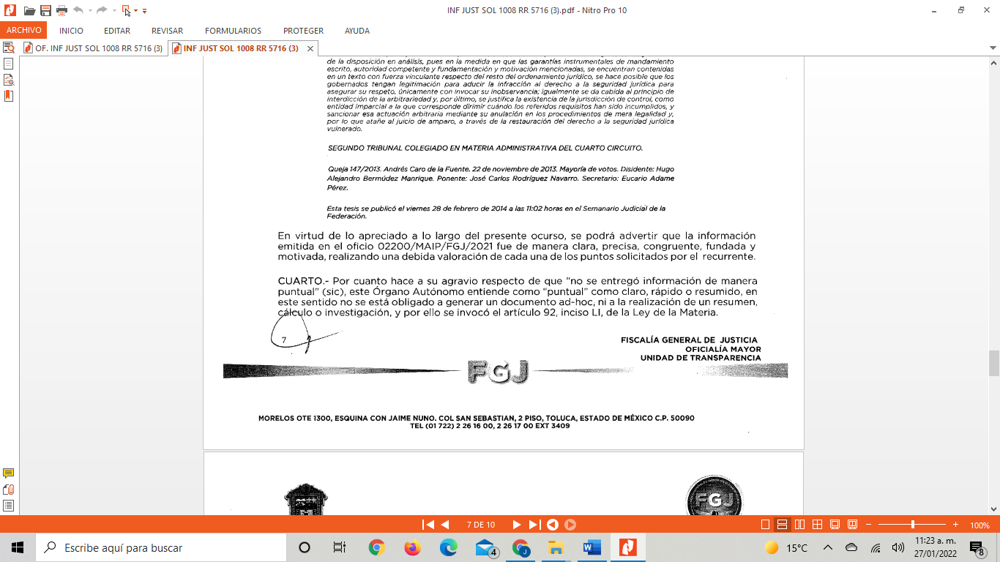 INF JUST SOL 1008 RR 5716 (3).pdf - Nitro Pro 10
ARCHIVO INICIO EDITAR REVISAR FORMULARIOS PROTEGER AYUDA
OF. INF JUST SOL 1008 RR 5716 (3) INF JUST SOL 1008 RR 5716 (3)
de la disposición en análisis, pues en la medida en que las garantías instrumentales de mandamiento
escrito, autoridad competente y fundamentación y motivación mencionadas, se encuentran contenidas
en un texto con fuerza vinculante respecto del resto del ordenamiento jurídico, se hace posible que los
gobernados tengan legitimación para aducir la infracción al derecho a la seguridad jurídica para
asegurar su respeto, únicamente con invocar su inobservancia; igualmente se da cabida al principio de
interdicción de la arbitrariedad y, por último, se justifica la existencia de la jurisdicción de control, como
entidad imparcial a la que corresponde dirimir cuándo los referidos requisitos han sido incumplidos, y
sancionar esa actuación arbitraria mediante su anulación en los procedimientos de mera legalidad y,
por lo que atañe al juicio de amparo, a través de la restauración del derecho a la seguridad jurídica
vulnerado.
SEGUNDO TRIBUNAL COLEGIADO EN MATERIA ADMINISTRATIVA DEL CUARTO CIRCUITO.
Queja 147/2013. Andrés Caro de la Fuente. 22 de noviembre de 2013. Mayoría de votos. Disidente: Hugo
Alejandro Bermúdez Manrique. Ponente: José Carlos Rodríguez Navarro. Secretario: Eucario Adame
Pérez.
Esta tesis se publicó el viernes 28 de febrero de 2014 a las 11:02 horas en el Semanario Judicial de la
Federación.
En virtud de lo apreciado a lo largo del presente ocurso, se podrá advertir que la información
emitida en el oficio 02200/MAIP/FGJ/2021 fue de manera clara, precisa, congruente, fundada y
motivada, realizando una debida valoración de cada una de los puntos solicitados por el recurrente.
CUARTO.- Por cuanto hace a su agravio respecto de que “no se entregó información de manera
puntual” (sic), este Órgano Autónomo entiende como “puntual” como claro, rápido o resumido, en
este sentido no se está obligado a generar un documento ad-hoc, ni a la realización de un resumen,
cálculo o investigación, y por ello se invocó el artículo 92, inciso LI, de la Ley de la Materia.
7
FISCALÍA GENERAL DE JUSTICIA
OFICIALÍA MAYOR
UNIDAD DE TRANSPARENCIA
FGJ
MORELOS OTE 1300, ESQUINA CON JAIME NUNO. COL SAN SEBASTIAN, 2 PISO, TOLUCA, ESTADO DE MÉXICO C.P. 50090
TEL (01 722) 2 26 16 00, 2 26 17 00 EXT 3409
FGJ
7 DE 10 100%
Escribe aquí para buscar 4 J 15°C 11:23 a. m.
27/01/2022 8